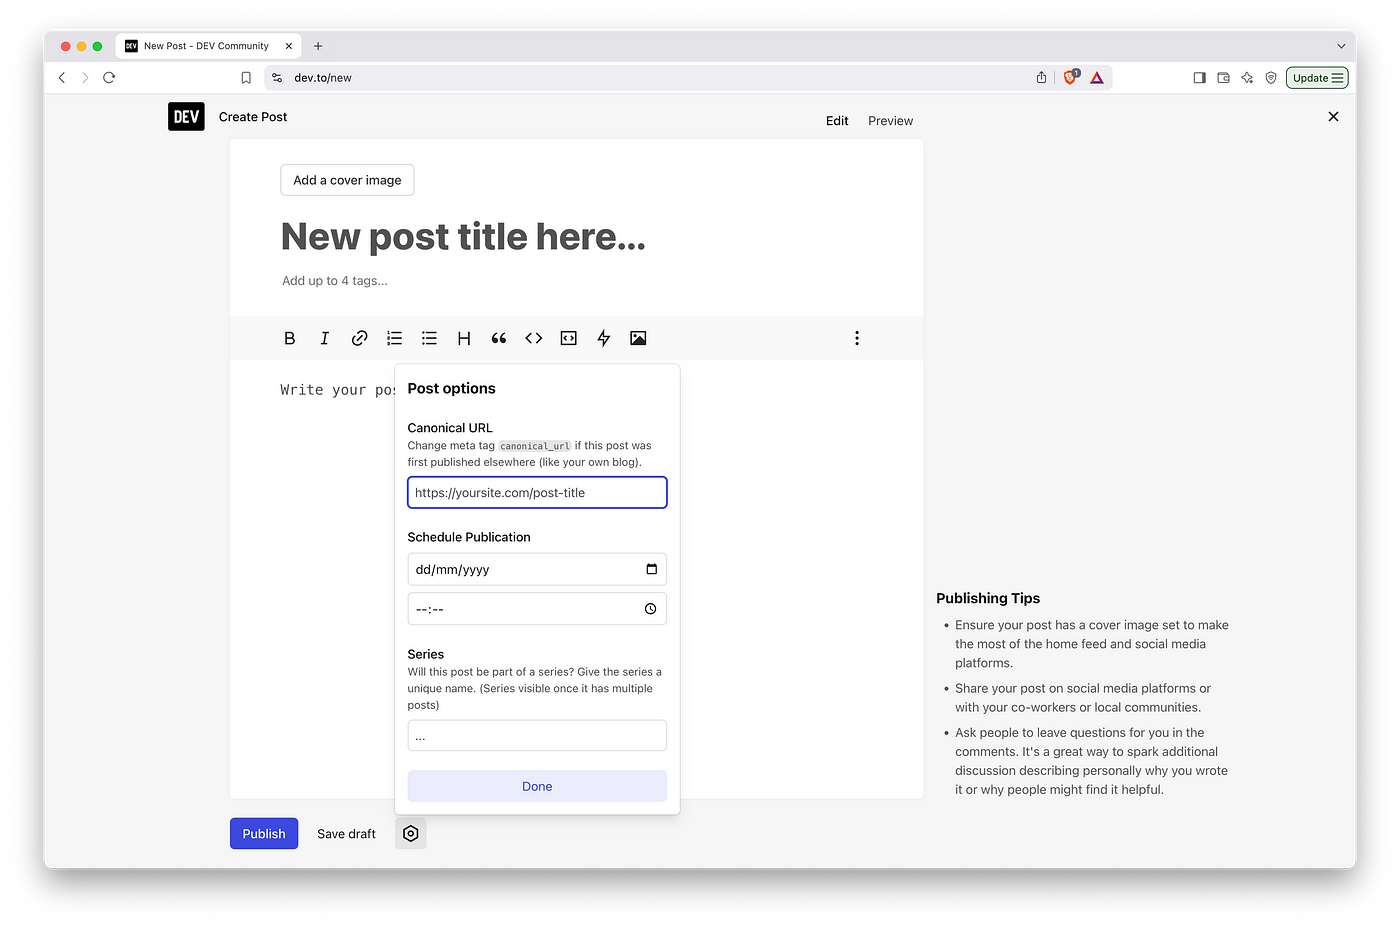 DEV New Post - DEV Community
dev.to/new
1
Update
DEV Create Post
Edit Preview
Add a cover image
New post title here...
Add up to 4 tags...
Write your pos
Post options
Canonical URL
Change meta tag canonical_url if this post was
first published elsewhere (like your own blog).
https://yoursite.com/post-title
Schedule Publication
dd/mm/yyyy
--:--
Series
Will this post be part of a series? Give the series a
unique name. (Series visible once it has multiple
posts)
...
Done
Publishing Tips
• Ensure your post has a cover image set to make
the most of the home feed and social media
platforms.
• Share your post on social media platforms or
with your co-workers or local communities.
• Ask people to leave questions for you in the
comments. It's a great way to spark additional
discussion describing personally why you wrote
it or why people might find it helpful.
Publish Save draft